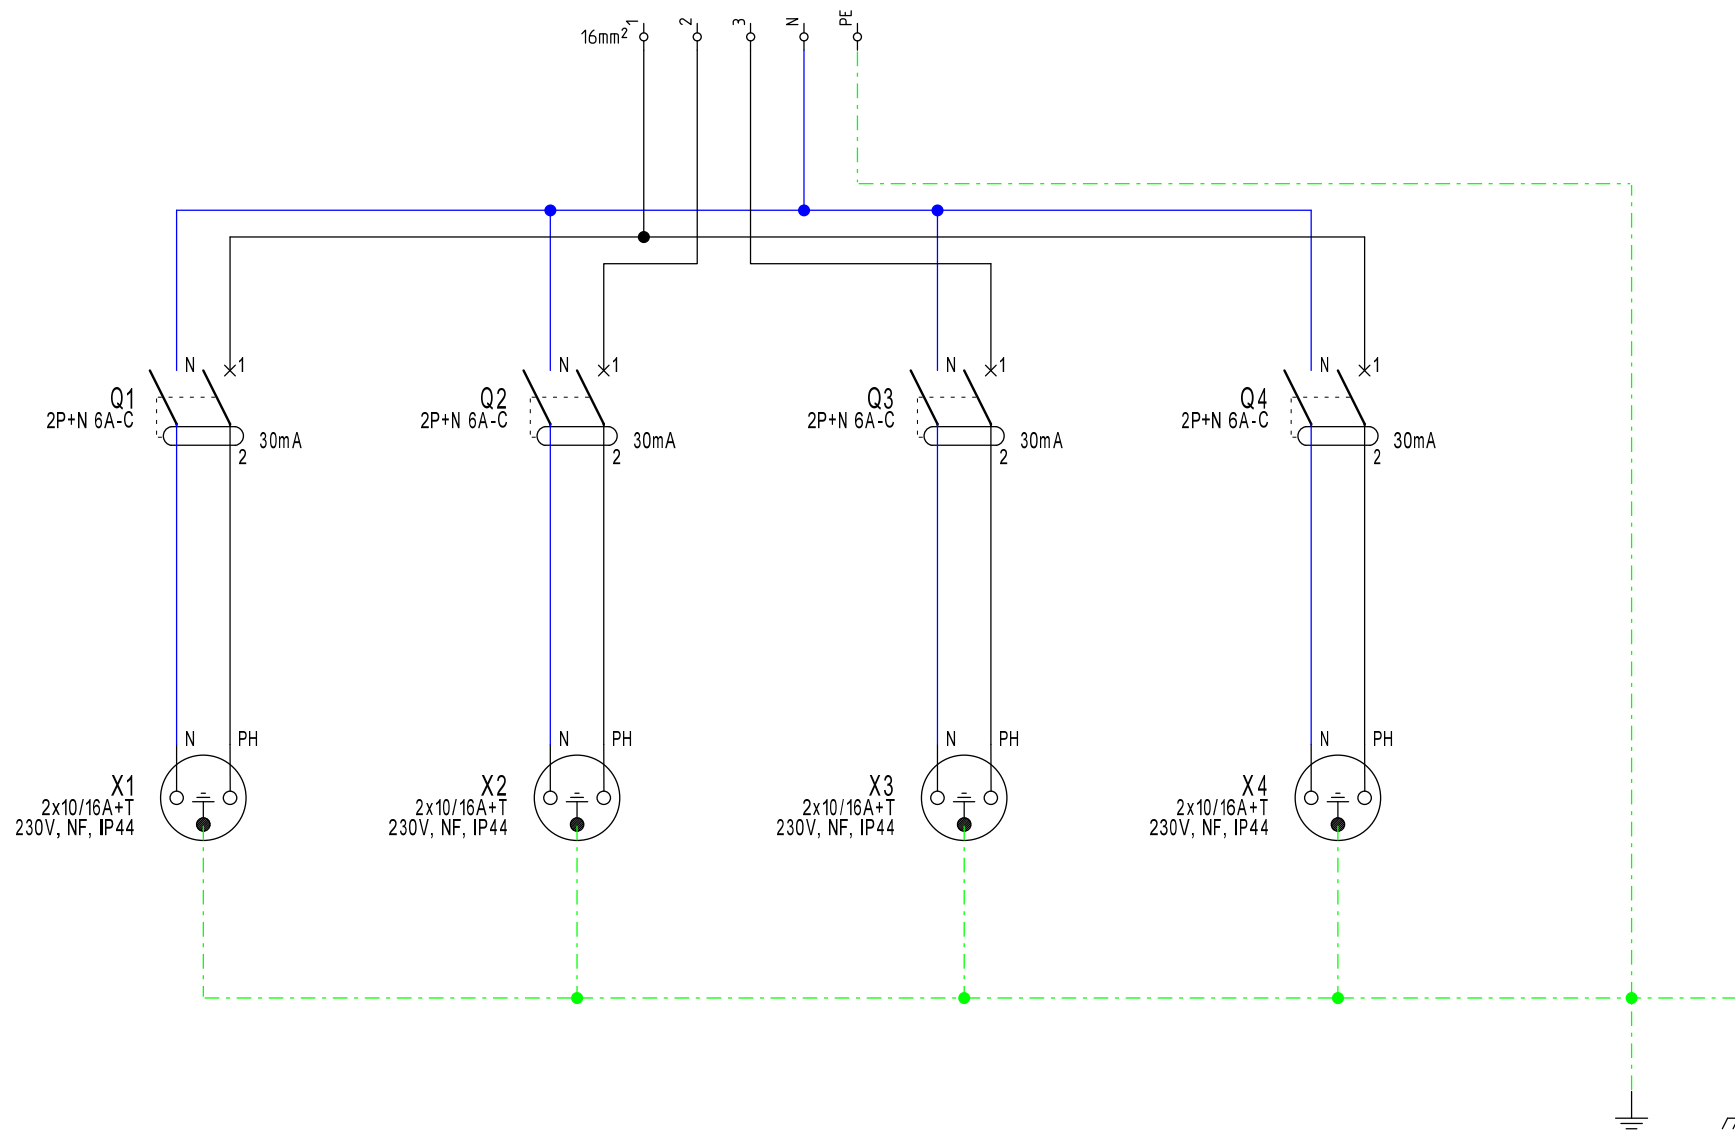 16mm² 1 2 3 N PE
N 1 N 1 N 1 N 1
Q1 Q2 Q3 Q4
2P+N 6A-C 2P+N 6A-C 2P+N 6A-C 2P+N 6A-C
30mA 30mA 30mA 30mA
2 2 2 2
N PH N PH N PH N PH
X1 X2 X3 X4
2x10/16A+T 2x10/16A+T 2x10/16A+T 2x10/16A+T
230V, NF, IP44 230V, NF, IP44 230V, NF, IP44 230V, NF, IP44